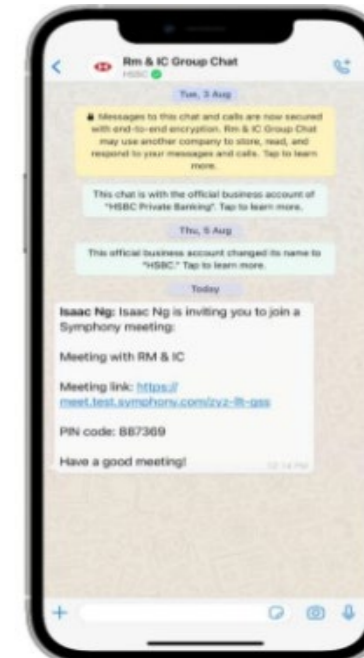 Rm & IC Group Chat
HSBC
Tue, 3 Aug
Messages to this chat and calls are now secured
with end-to-end encryption. Rm & IC Group Chat
may use another company to store, read, and
respond to your messages and calls. Tap to learn
more.
This chat is with the official business account of
"HSBC Private Banking". Tap to learn more.
Thu, 5 Aug
This official business account changed its name to
"HSBC." Tap to learn more.
Today
Isaac Ng: Isaac Ng is inviting you to join a
Symphony meeting:
Meeting with RM & IC
Meeting link: https://
meet.test.symphony.com/
PIN code: 887369
Have a good meeting!